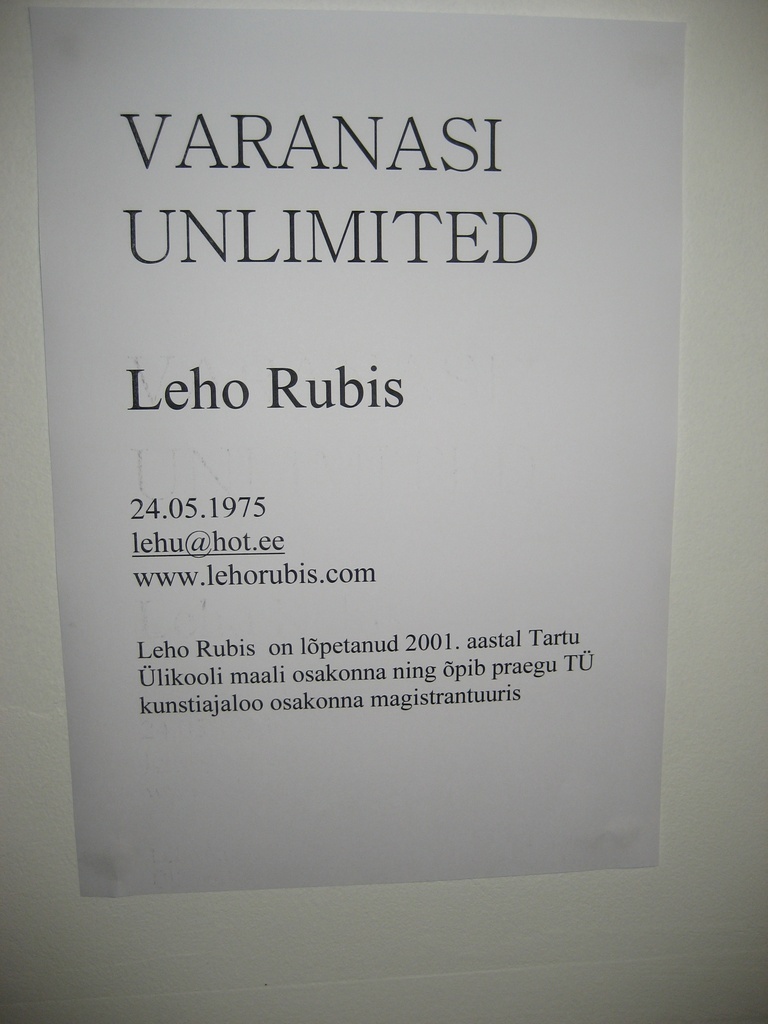 VARANASI
UNLIMITED
Leho Rubis
24.05.1975
lehu@hot.ee
www.lehorubis.com
Leho Rubis on lõpetanud 2001. aastal Tartu
Ülikooli maali osakonna ning õpib praegu TÜ
kunstiajaloo osakonna magistrantuuris